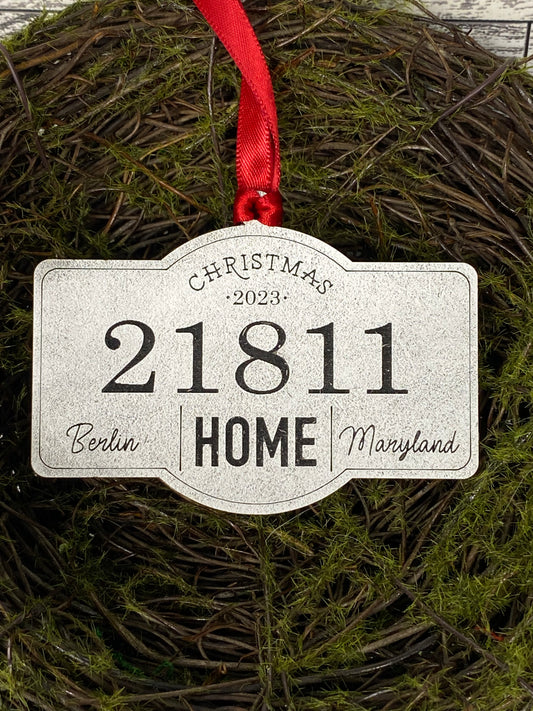 CHRISTMAS
·2023·
21811
Berlin HOME Maryland